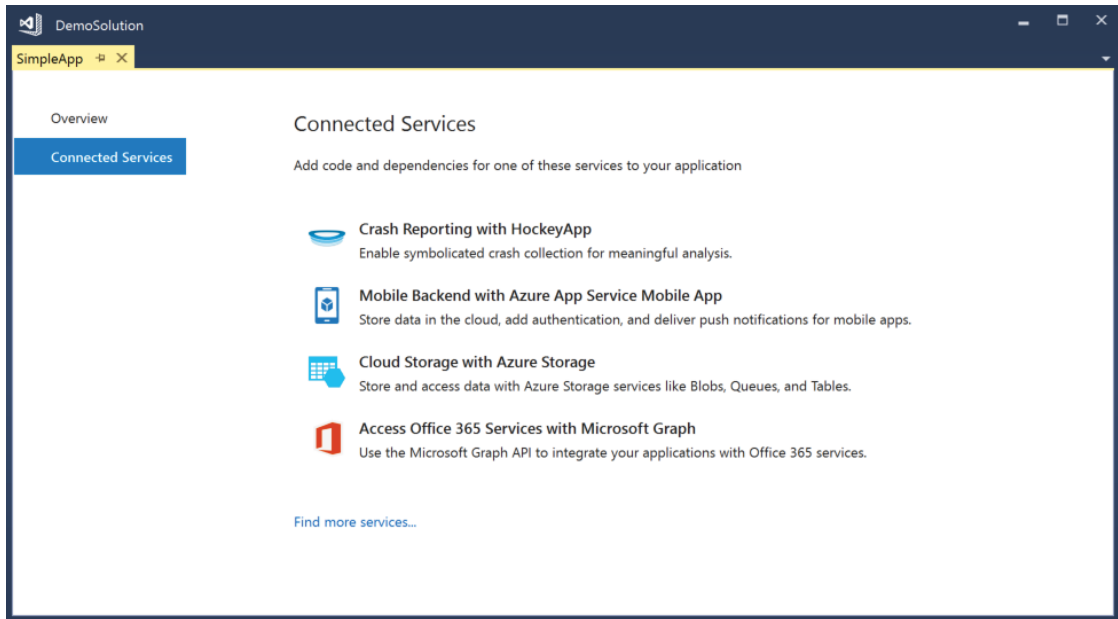 DemoSolution
SimpleApp
Overview
Connected Services
Connected Services
Add code and dependencies for one of these services to your application
Crash Reporting with HockeyApp
Enable symbolicated crash collection for meaningful analysis.
Mobile Backend with Azure App Service Mobile App
Store data in the cloud, add authentication, and deliver push notifications for mobile apps.
Cloud Storage with Azure Storage
Store and access data with Azure Storage services like Blobs, Queues, and Tables.
Access Office 365 Services with Microsoft Graph
Use the Microsoft Graph API to integrate your applications with Office 365 services.
Find more services...